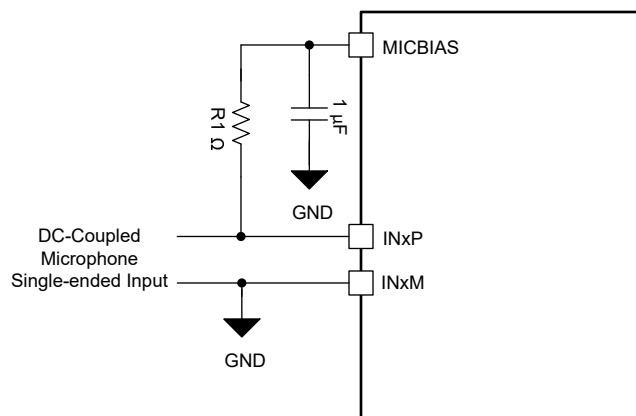 MICBIAS
R1 Ω
1 µF
GND
DC-Coupled
Microphone
Single-ended Input
INxP
INxM
GND